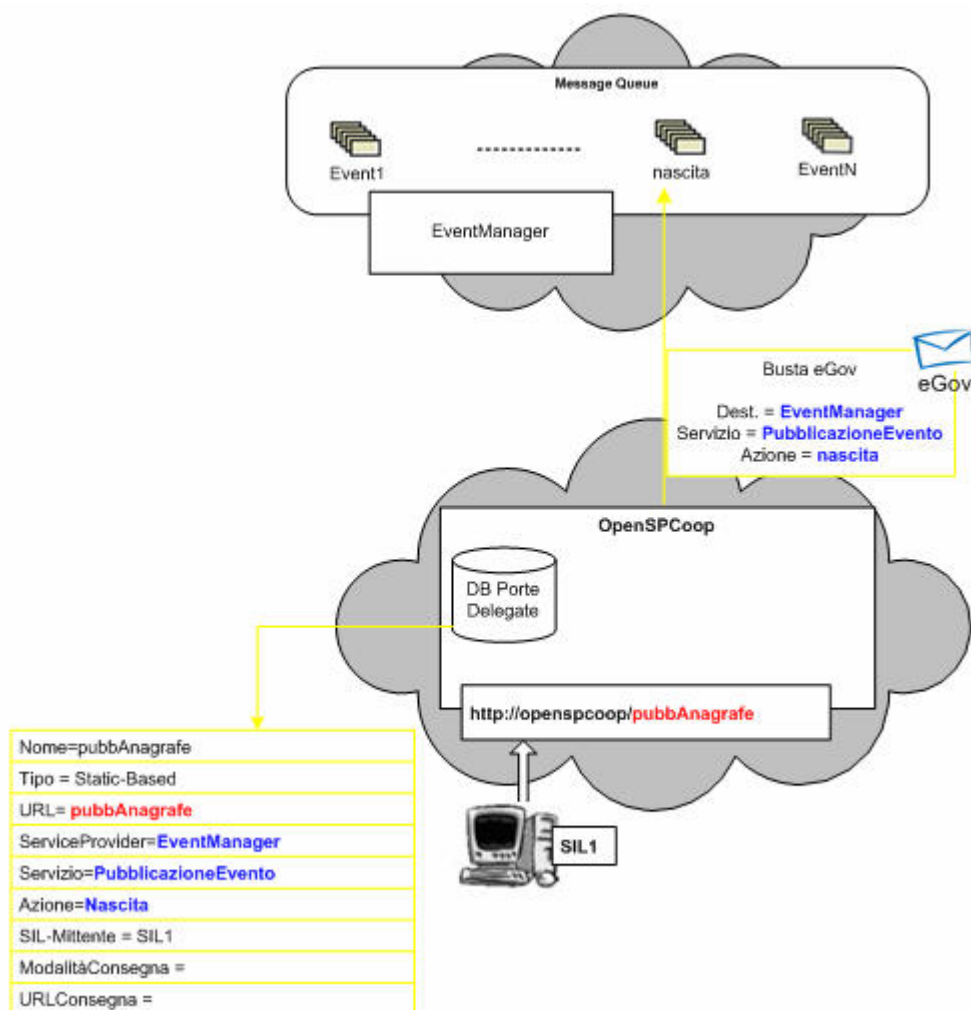 Message Queue
Event1
nascita
EventN
EventManager
Busta eGov
eGov
Dest. = EventManager
Servizio = PubblicazioneEvento
Azione = nascita
OpenSPCoop
DB Porte
Delegate
http://openspcoop/pubbAnagrafe
SIL1
Nome=pubbAnagrafe
Tipo = Static-Based
URL= pubbAnagrafe
ServiceProvider=EventManager
Servizio=PubblicazioneEvento
Azione=Nascita
SIL-Mittente = SIL1
ModalitàConsegna =
URLConsegna =